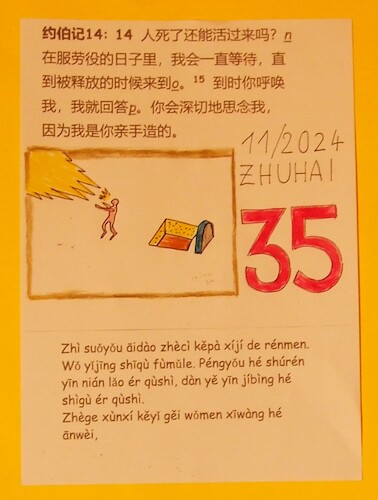 约伯记14：14 人死了还能活过来吗？n
在服劳役的日子里，我会一直等待，直
到被释放的时候来到o。15 到时你呼唤
我，我就回答p。你会深切地思念我，
因为我是你亲手造的。
11/2024
ZHUHAI
35
Zhì suǒyǒu āidào zhècì kěpà xíjí de rénmen.
Wǒ yǐjīng shīqù fùmǔle. Péngyǒu hé shúrén
yīn nián lǎo ér qùshì, dàn yě yīn jíbìng hé
shìgù ér qùshì.
Zhège xùnxí kěyǐ gěi wǒmen xīwàng hé
ānwèi,